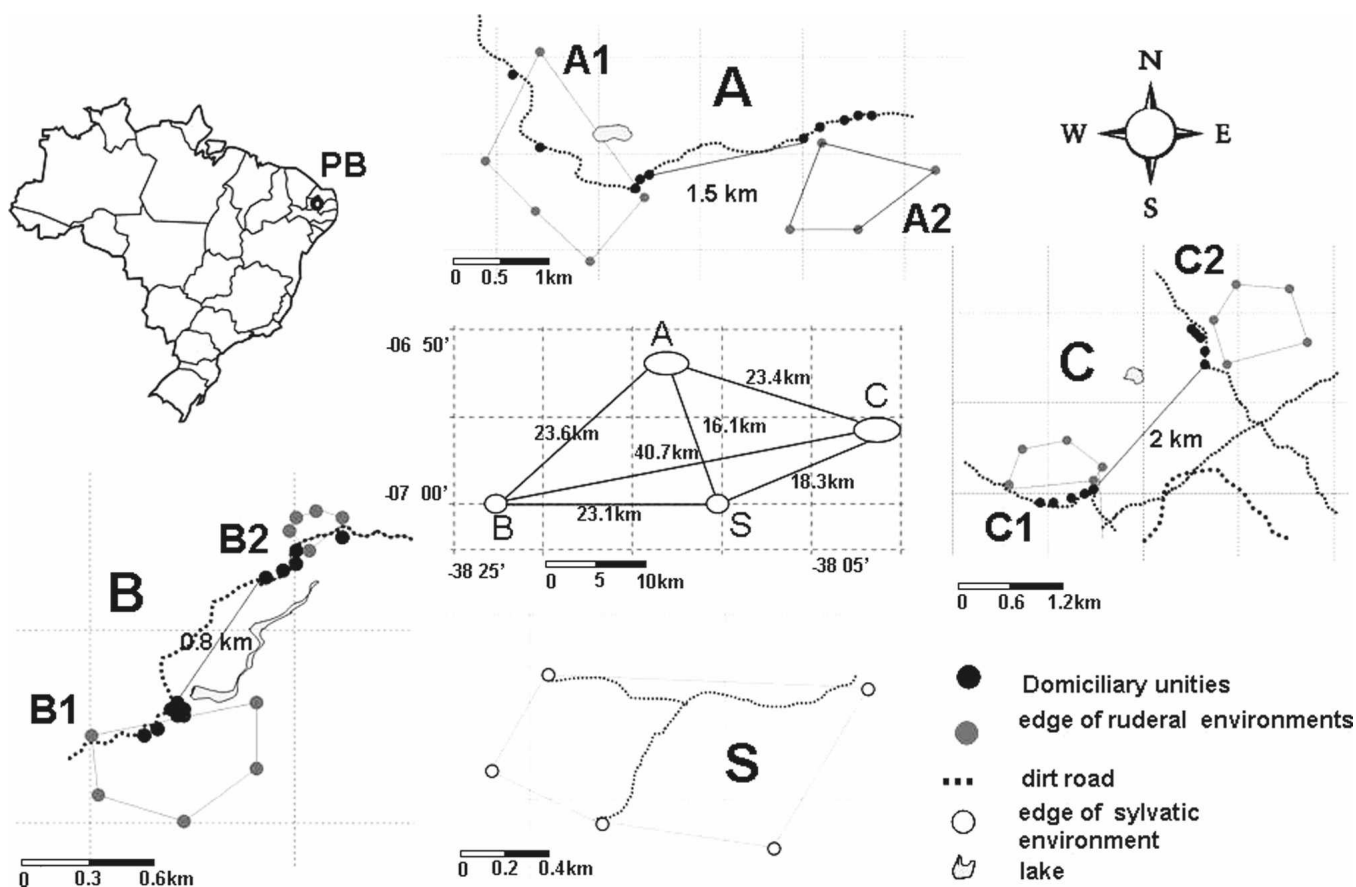 PB
A1
A
1.5 km
A2
0 0.5 1km
N
W E
S
C2
C
2 km
C1
0 0.6 1.2km
-06 50’
A
23.4km
C
23.6km
16.1km
40.7km
18.3km
-07 00’
B
23.1km
S
-38 25’
-38 05’
0 5 10km
B2
B
0.8 km
B1
0 0.3 0.6km
S
0 0.2 0.4km
Domiciliary unities
edge of ruderal environments
dirt road
edge of sylvatic
environment
lake